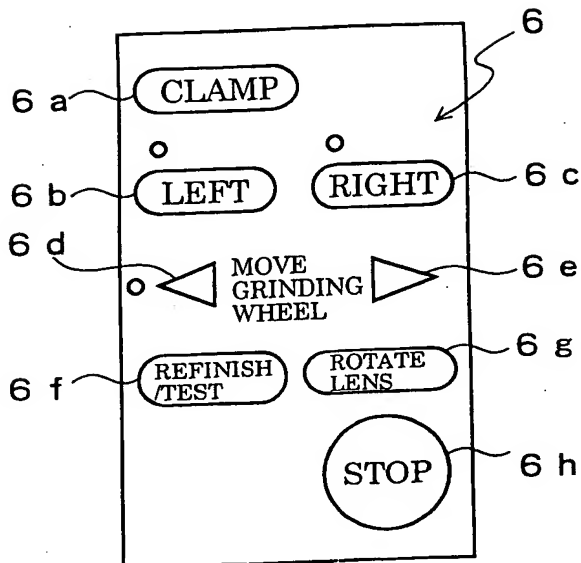 6
6 a
CLAMP
6 b
LEFT
RIGHT
6 c
6 d
MOVE
GRINDING
WHEEL
6 e
6 f
REFINISH
/TEST
ROTATE
LENS
6 g
STOP
6 h